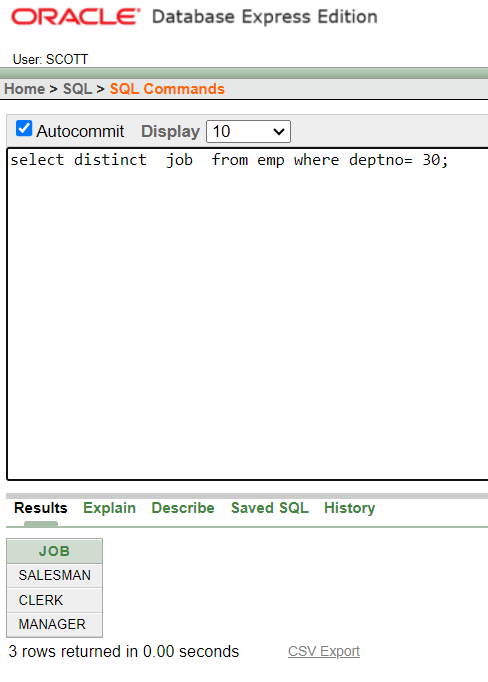 ORACLE® Database Express Edition
User: SCOTT
Home > SQL > SQL Commands
Autocommit Display 10
select distinct  job  from emp where deptno= 30;
Results Explain Describe Saved SQL History
JOB
SALESMAN
CLERK
MANAGER
3 rows returned in 0.00 seconds CSV Export